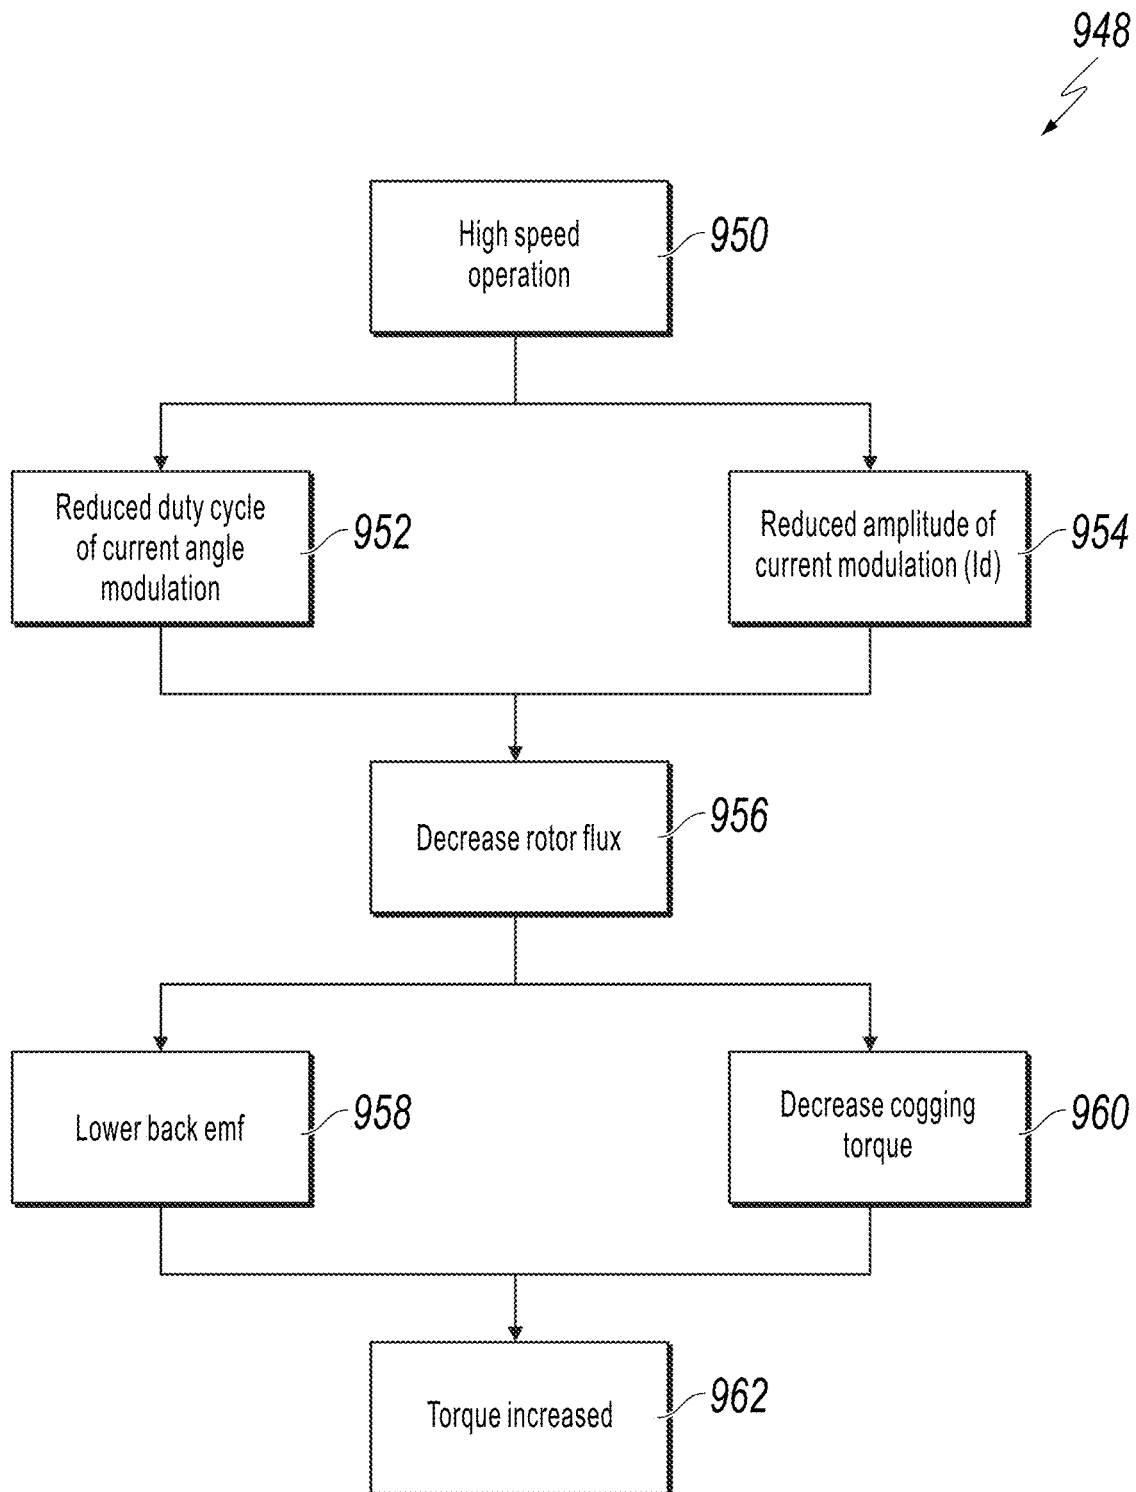 948
High speed
operation
950
Reduced duty cycle
of current angle
modulation
952
Reduced amplitude of
current modulation (Id)
954
Decrease rotor flux
956
Lower back emf
958
Decrease cogging
torque
960
Torque increased
962